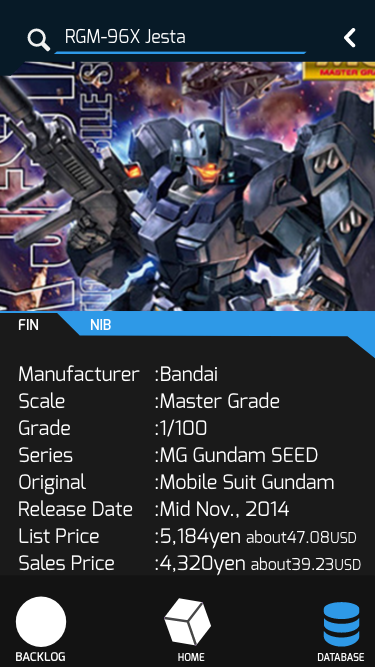 RGM-96X Jesta
MASTER GRA
FIN NIB
Manufacturer :Bandai
Scale :Master Grade
Grade :1/100
Series :MG Gundam SEED
Original :Mobile Suit Gundam
Release Date :Mid Nov., 2014
List Price :5,184yen about47.08USD
Sales Price :4,320yen about39.23USD
BACKLOG HOME DATABASE